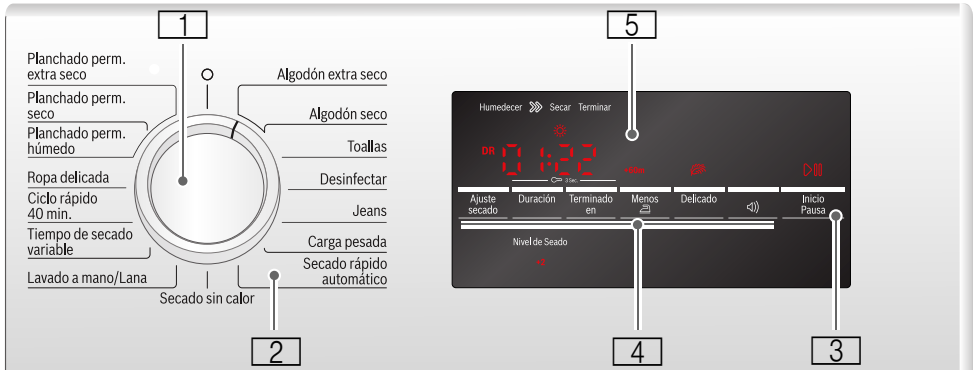 1
5
Planchado perm.
extra seco
Planchado perm.
seco
Planchado perm.
húmedo
Ropa delicada
Ciclo rápido
40 min.
Tiempo de secado
variable
Lavado a mano/Lana
Secado sin calor
Algodón extra seco
Algodón seco
Toallas
Desinfectar
Jeans
Carga pesada
Secado rápido
automático
Humedecer Secar Terminar
DR 01:22
3 Sec.
Ajuste
secado
Duración
Terminado
en
Menos
Delicado
Inicio
Pausa
Nivel de Seado
2
4
3